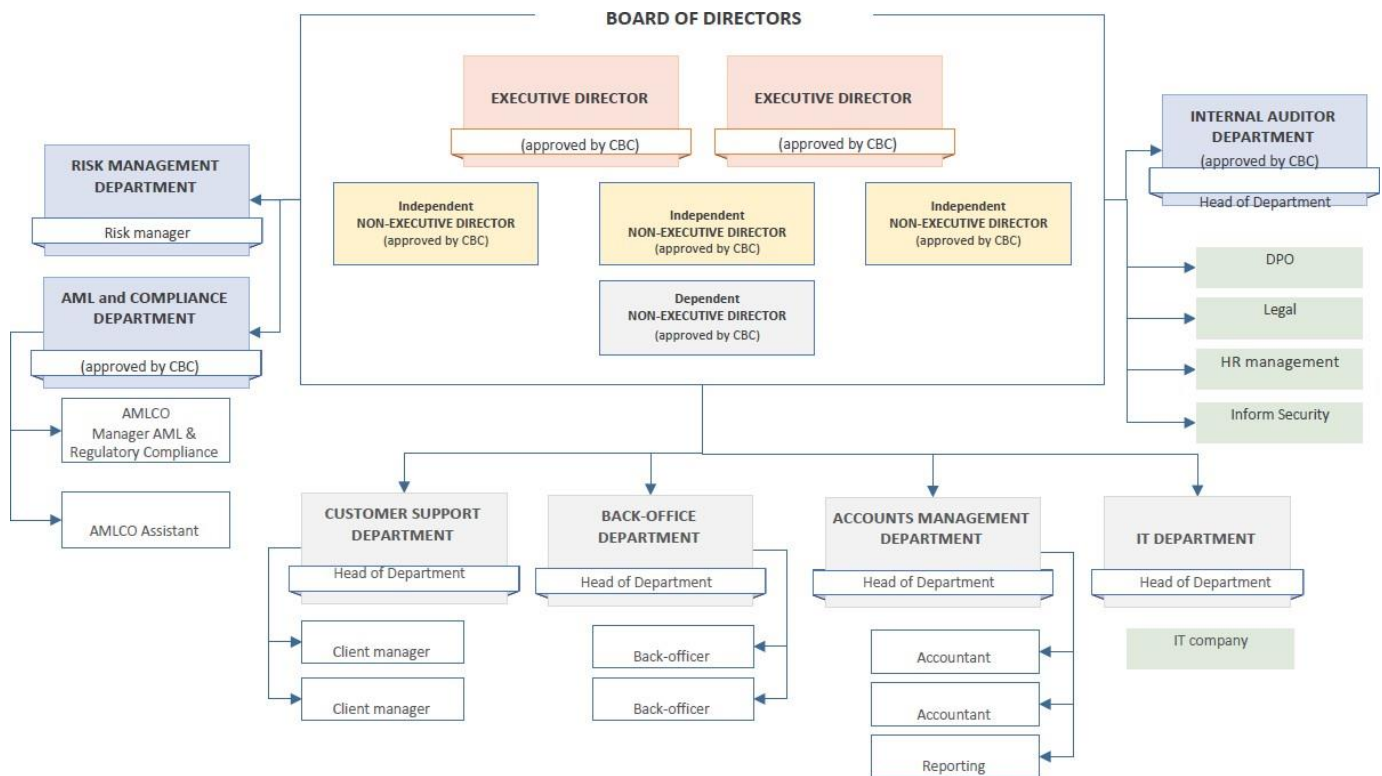 BOARD OF DIRECTORS
EXECUTIVE DIRECTOR
(approved by CBC)
EXECUTIVE DIRECTOR
(approved by CBC)
Independent
NON-EXECUTIVE DIRECTOR
(approved by CBC)
Independent
NON-EXECUTIVE DIRECTOR
(approved by CBC)
Independent
NON-EXECUTIVE DIRECTOR
(approved by CBC)
Dependent
NON-EXECUTIVE DIRECTOR
(approved by CBC)
RISK MANAGEMENT
DEPARTMENT
Risk manager
AML and COMPLIANCE
DEPARTMENT
(approved by CBC)
AMLCO
Manager AML &
Regulatory Compliance
AMLCO Assistant
INTERNAL AUDITOR
DEPARTMENT
(approved by CBC)
Head of Department
DPO
Legal
HR management
Inform Security
CUSTOMER SUPPORT
DEPARTMENT
Head of Department
Client manager
Client manager
BACK-OFFICE
DEPARTMENT
Head of Department
Back-officer
Back-officer
ACCOUNTS MANAGEMENT
DEPARTMENT
Head of Department
Accountant
Accountant
Reporting
IT DEPARTMENT
Head of Department
IT company